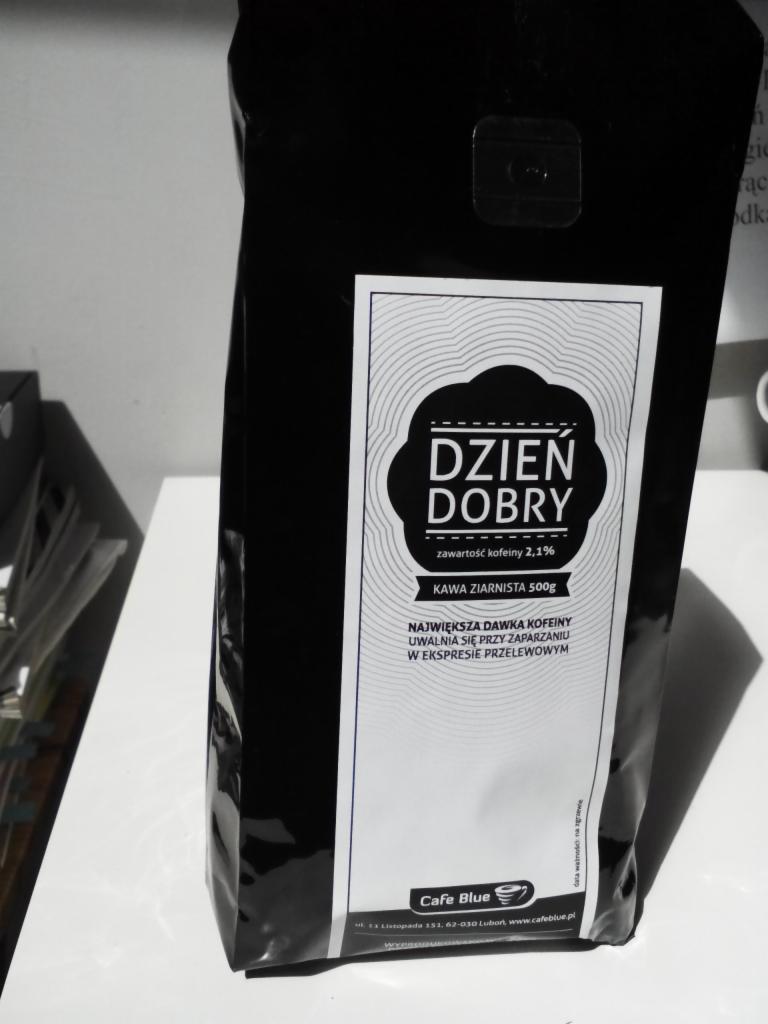 DZIEŃ
DOBRY
zawartość kofeiny 2,1%
KAWA ZIARNISTA 500g
NAJWIĘKSZA DAWKA KOFEINY
UWALNIA SIĘ PRZY ZAPARZANIU
W EKSPRESIE PRZELEWOWYM
data ważności: na zgrzewie
Cafe Blue
ul. 11 Listopada 151, 62-030 Luboń, www.cafeblue.pl